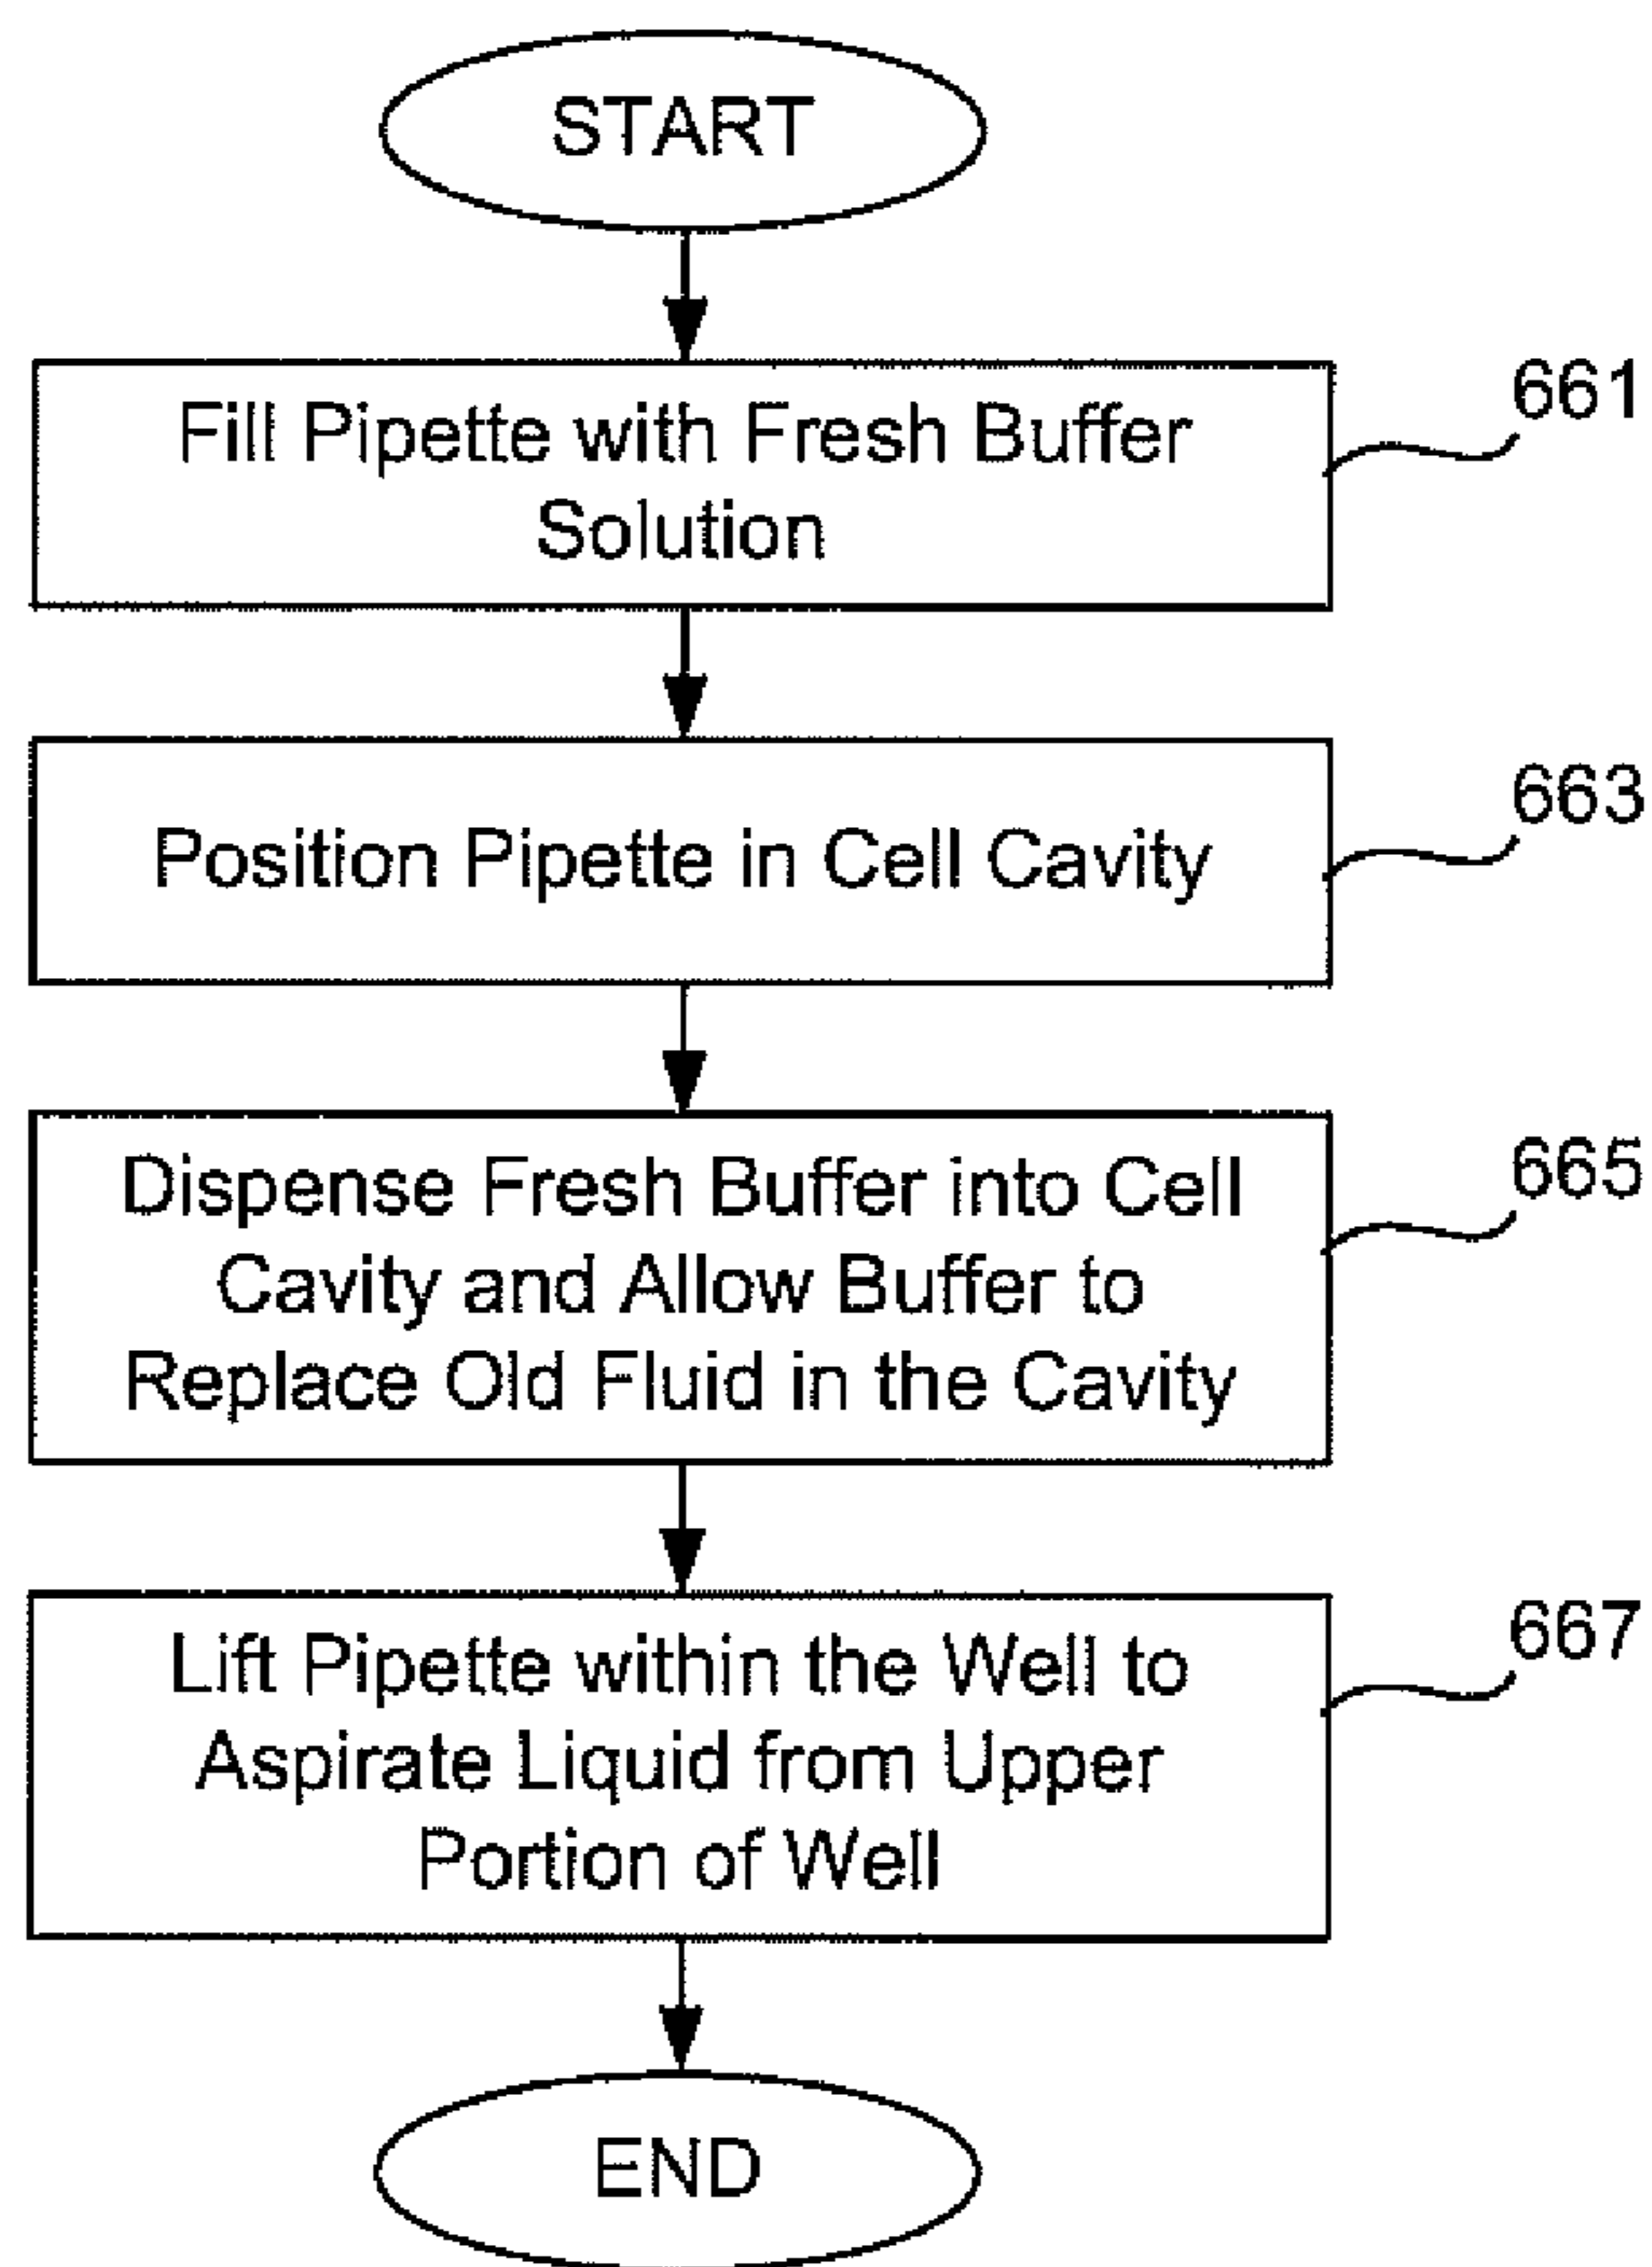 START
Fill Pipette with Fresh Buffer
Solution
661
Position Pipette in Cell Cavity
663
Dispense Fresh Buffer into Cell
Cavity and Allow Buffer to
Replace Old Fluid in the Cavity
665
Lift Pipette within the Well to
Aspirate Liquid from Upper
Portion of Well
667
END